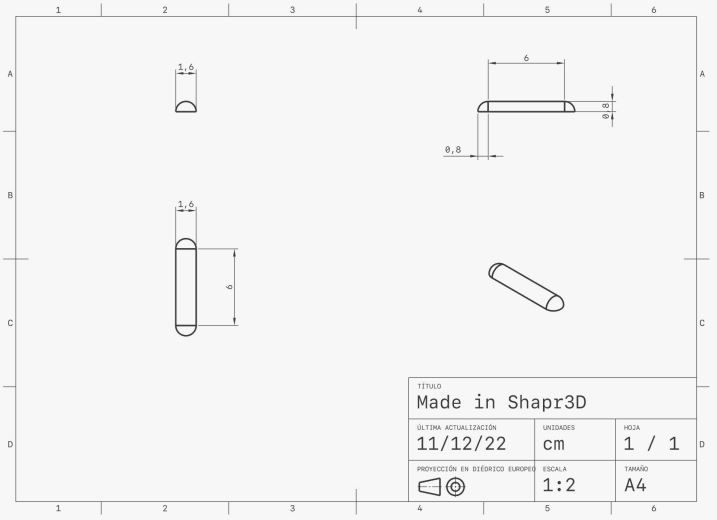 1 2 3 4 5 6
A A
1,6
6
0,8
0,8
B B
1,6
6
C C
TÍTULO
Made in Shapr3D
ÚLTIMA ACTUALIZACIÓN UNIDADES HOJA
11/12/22 cm 1 / 1
D D
PROYECCIÓN EN DIÉDRICO EUROPEO ESCALA TAMAÑO
1:2 A4
1 2 3 4 5 6